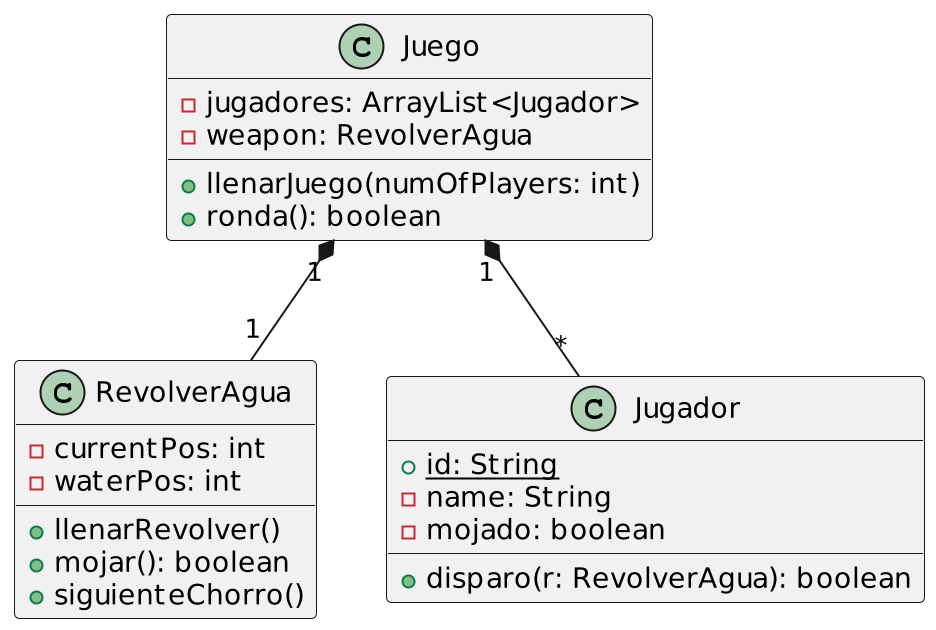 C Juego
jugadores: ArrayList<Jugador>
weapon: RevolverAgua
llenarJuego(numOfPlayers: int)
ronda(): boolean
1
1
1
*
C RevolverAgua
currentPos: int
waterPos: int
llenarRevolver()
mojar(): boolean
siguienteChorro()
C Jugador
id: String
name: String
mojado: boolean
disparo(r: RevolverAgua): boolean